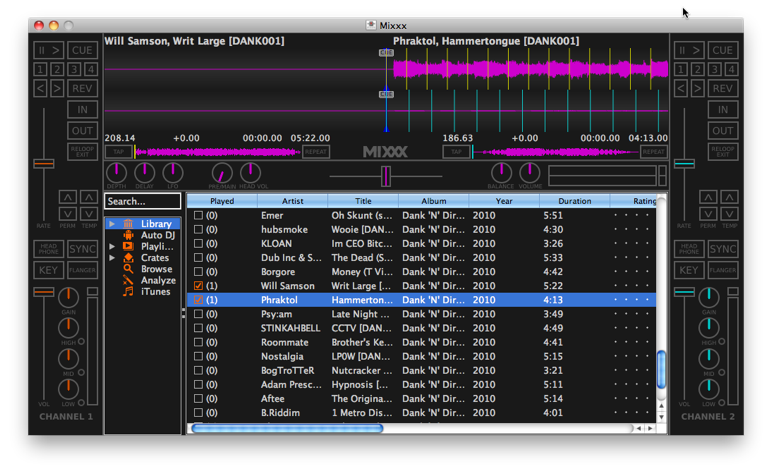 Mixxx
Will Samson, Writ Large [DANK001]
Phraktol, Hammertongue [DANK001]
II > CUE
1 2 3 4
< > REV
IN
OUT
RELOOP EXIT
RATE PERM TEMP
HEAD PHONE SYNC
KEY FLANGER
GAIN
HIGH
MID
VOL LOW
CHANNEL 1
CUE
CUE
208.14 +0.00 00:00.00 05:22.00
186.63 +0.00 00:00.00 04:13.00
TAP REPEAT MIXXX TAP REPEAT
DEPTH DELAY LFO PRE/MAIN HEAD VOL BALANCE VOLUME
Search...
Library
Auto DJ
Playli...
Crates
Browse
Analyze
iTunes
Played Artist Title Album Year Duration Rating
(0) Emer Oh Skunt (s... Dank 'N' Dir... 2010 5:51
(0) hubsmoke Wooie [DAN... Dank 'N' Dir... 2010 4:30
(0) KLOAN Im CEO Bitc... Dank 'N' Dir... 2010 3:26
(0) Dub Inc & S... The Dead (S... Dank 'N' Dir... 2010 5:33
(0) Borgore Money (T Vi... Dank 'N' Dir... 2010 4:42
(1) Will Samson Writ Large [... Dank 'N' Dir... 2010 5:22
(1) Phraktol Hammerton... Dank 'N' Dir... 2010 4:13
(0) Psy:am Late Night ... Dank 'N' Dir... 2010 3:49
(0) STINKAHBELL CCTV [DAN... Dank 'N' Dir... 2010 4:49
(0) Roommate Brother's Ke... Dank 'N' Dir... 2010 4:41
(0) Nostalgia LP0W [DAN... Dank 'N' Dir... 2010 5:15
(0) BogTroTTeR Nutcracker ... Dank 'N' Dir... 2010 3:21
(0) Adam Presc... Hypnosis [... Dank 'N' Dir... 2010 5:11
(0) Aftee The Origina... Dank 'N' Dir... 2010 5:14
(0) B.Riddim 1 Metro Dis... Dank 'N' Dir... 2010 4:01
II > CUE
1 2 3 4
< > REV
IN
OUT
RELOOP EXIT
RATE PERM TEMP
HEAD PHONE SYNC
KEY FLANGER
GAIN
HIGH
MID
VOL LOW
CHANNEL 2